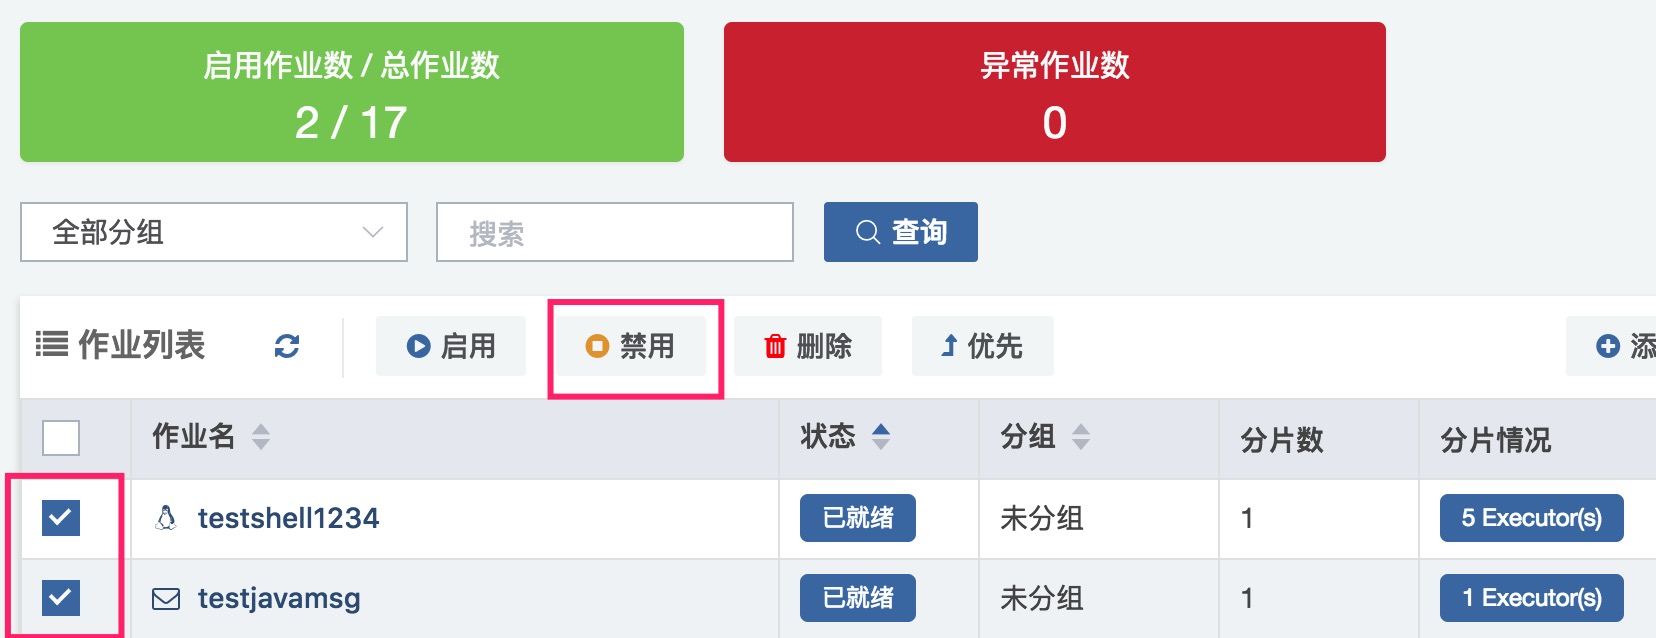 启用作业数 / 总作业数
2 / 17
异常作业数
0
全部分组
搜索
查询
作业列表
启用
禁用
删除
优先
添
作业名
状态
分组
分片数
分片情况
testshell1234
已就绪
未分组
1
5 Executor(s)
testjavamsg
已就绪
未分组
1
1 Executor(s)